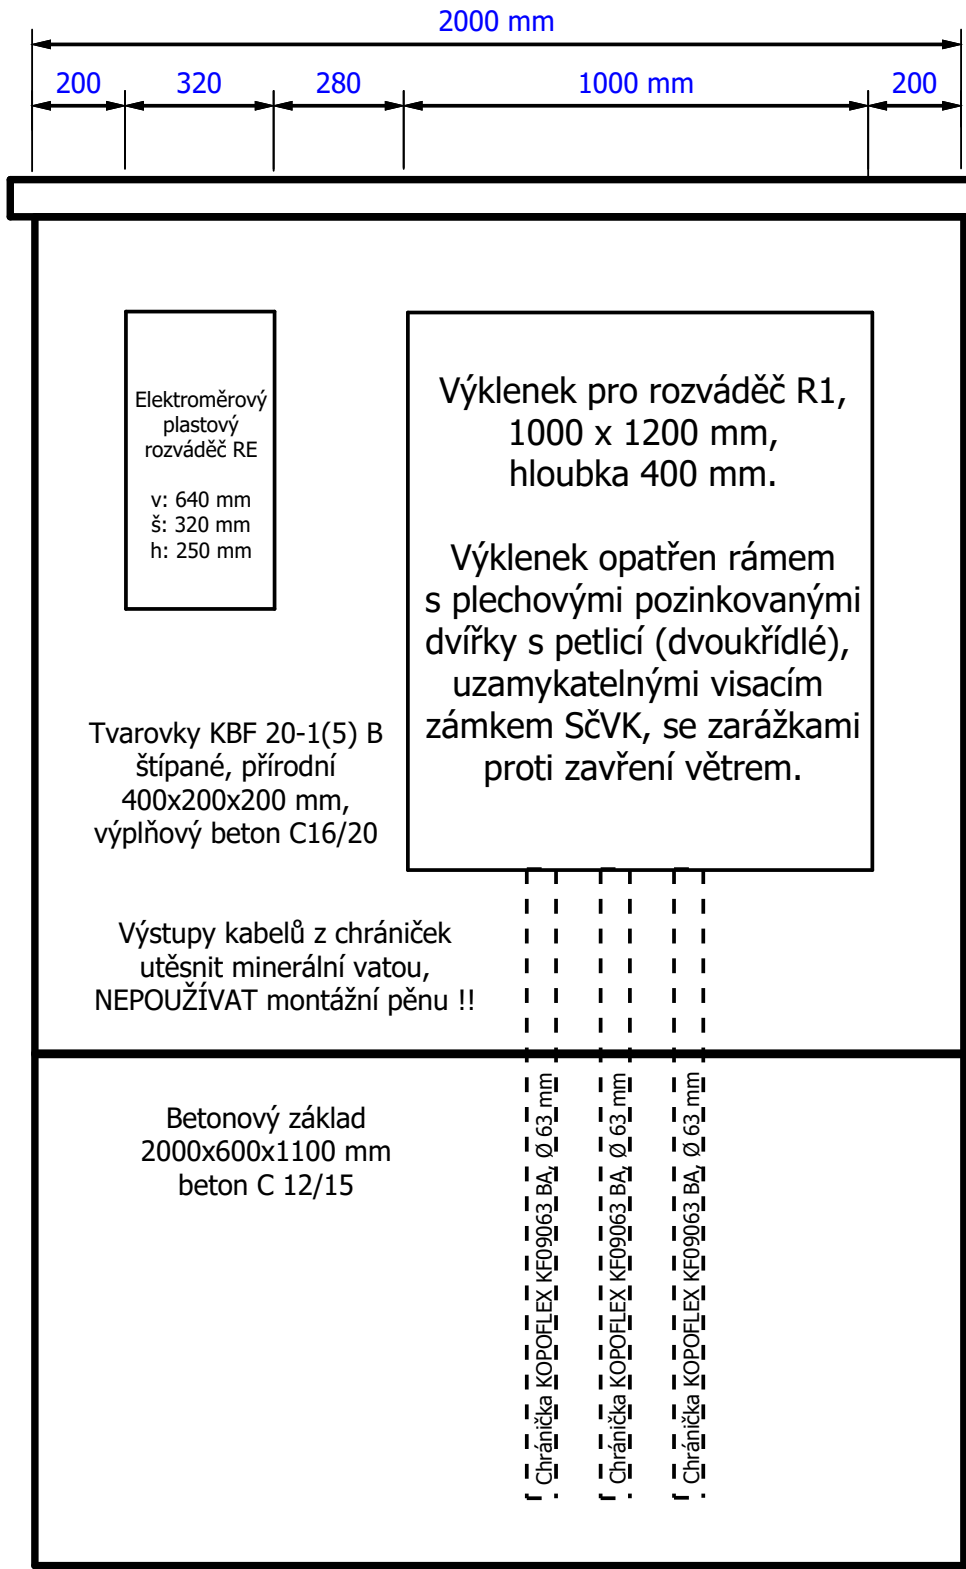 2000 mm
200
320
280
1000 mm
200
Elektroměrový
plastový
rozváděč RE
v: 640 mm
š: 320 mm
h: 250 mm
Výklenek pro rozváděč R1,
1000 x 1200 mm,
hloubka 400 mm.
Výklenek opatřen rámem
s plechovými pozinkovanými
dvířky s petlicí (dvoukřídlé),
uzamykatelnými visacím
zámkem SčVK, se zarážkami
proti zavření větrem.
Tvarovky KBF 20-1(5) B
štípané, přírodní
400x200x200 mm,
výplňový beton C16/20
Výstupy kabelů z chrániček
utěsnit minerální vatou,
NEPOUŽÍVAT montážní pěnu !!
Betonový základ
2000x600x1100 mm
beton C 12/15
Chránička KOPOFLEX KF09063 BA, Ø 63 mm
Chránička KOPOFLEX KF09063 BA, Ø 63 mm
Chránička KOPOFLEX KF09063 BA, Ø 63 mm